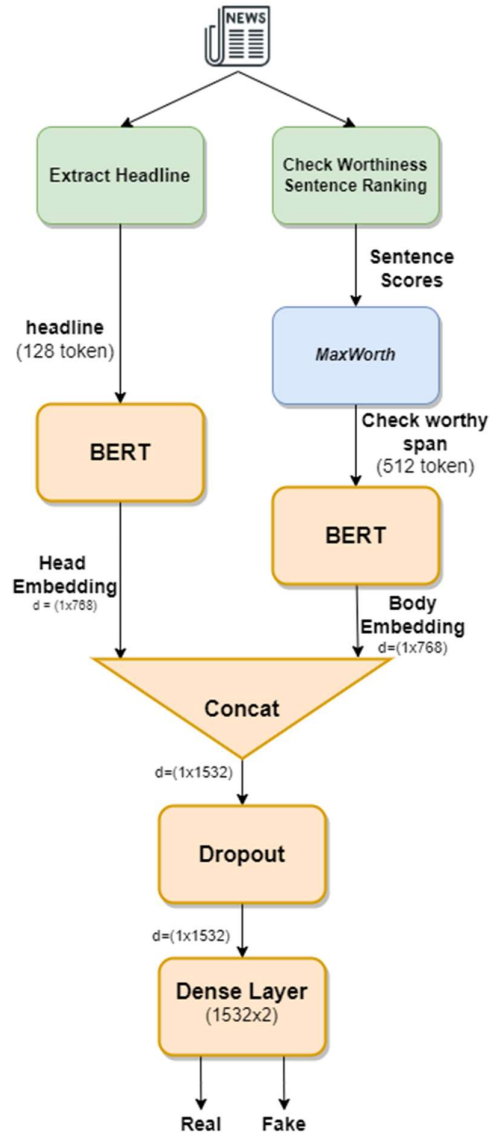 NEWS
Extract Headline
Check Worthiness
Sentence Ranking
Sentence
Scores
headline
(128 token)
MaxWorth
Check worthy
span
(512 token)
BERT
BERT
Head
Embedding
d = (1x768)
Body
Embedding
d=(1x768)
Concat
d=(1x1532)
Dropout
d=(1x1532)
Dense Layer
(1532x2)
Real
Fake